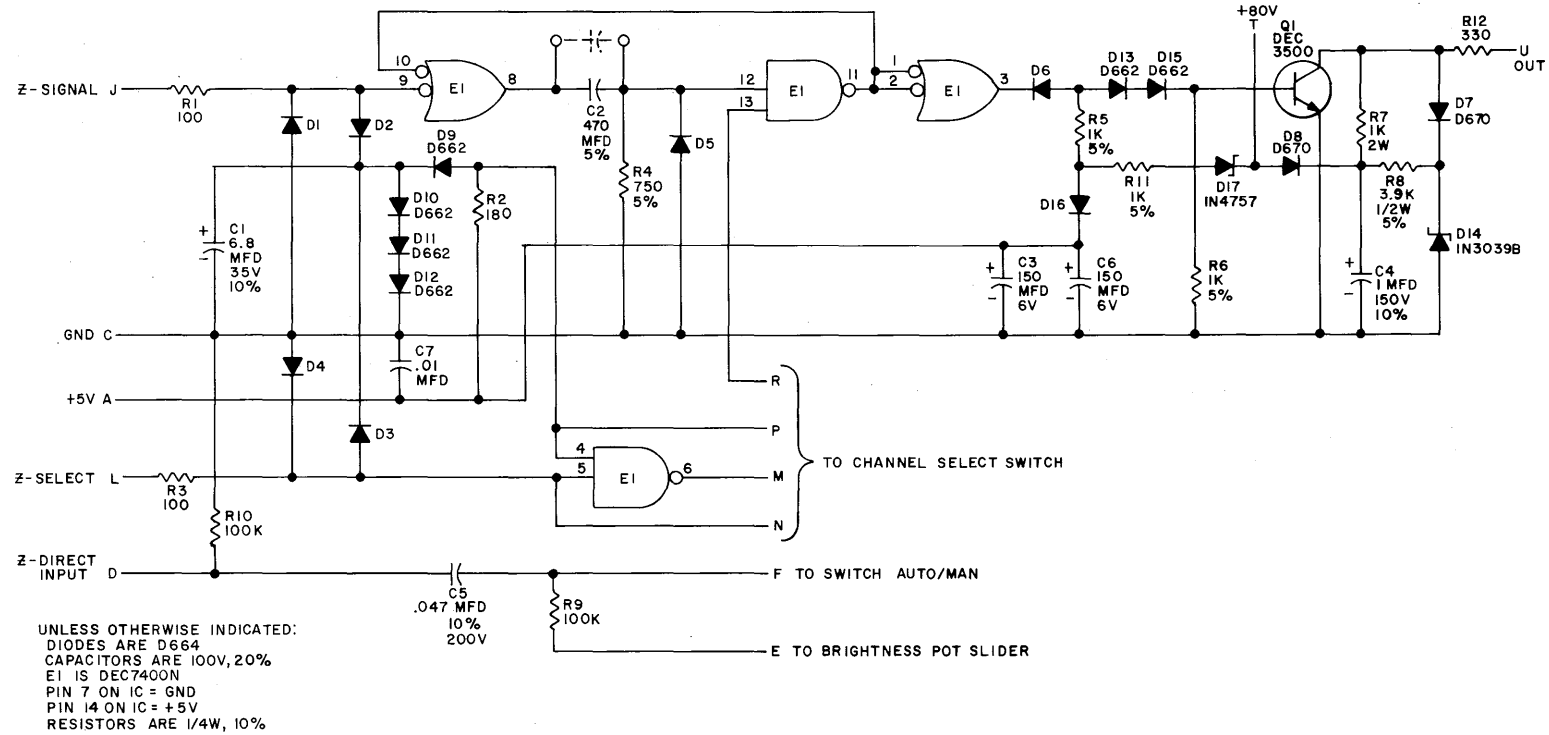 +80V
T
Q1
DEC
3500
R12
330
U
OUT
10
9
E1
8
C2
470
MFD
5%
12
13
E1
11
1
2
E1
3
D6
D13
D662
D15
D662
Z-SIGNAL J
R1
100
D1
D2
D9
D662
D5
R4
750
5%
R5
1K
5%
R7
1K
2W
D7
D670
D8
D670
R11
1K
5%
D17
IN4757
R8
3.9K
1/2W
5%
D10
D662
R2
180
D16
D11
D662
D12
D662
C1
+
6.8
MFD
35V
10%
-
D14
IN3039B
C3
+
150
MFD
6V
-
C6
+
150
MFD
6V
-
R6
1K
5%
C4
+
1 MFD
150V
10%
-
GND C
D4
C7
.01
MFD
+5V A
R
D3
P
4
5
E1
6
M
TO CHANNEL SELECT SWITCH
Z-SELECT L
R3
100
N
R10
100K
Z-DIRECT
INPUT D
C5
.047 MFD
10%
200V
F TO SWITCH AUTO/MAN
R9
100K
E TO BRIGHTNESS POT SLIDER
UNLESS OTHERWISE INDICATED:
DIODES ARE D664
CAPACITORS ARE 100V, 20%
E1 IS DEC7400N
PIN 7 ON IC = GND
PIN 14 ON IC = +5V
RESISTORS ARE 1/4W, 10%